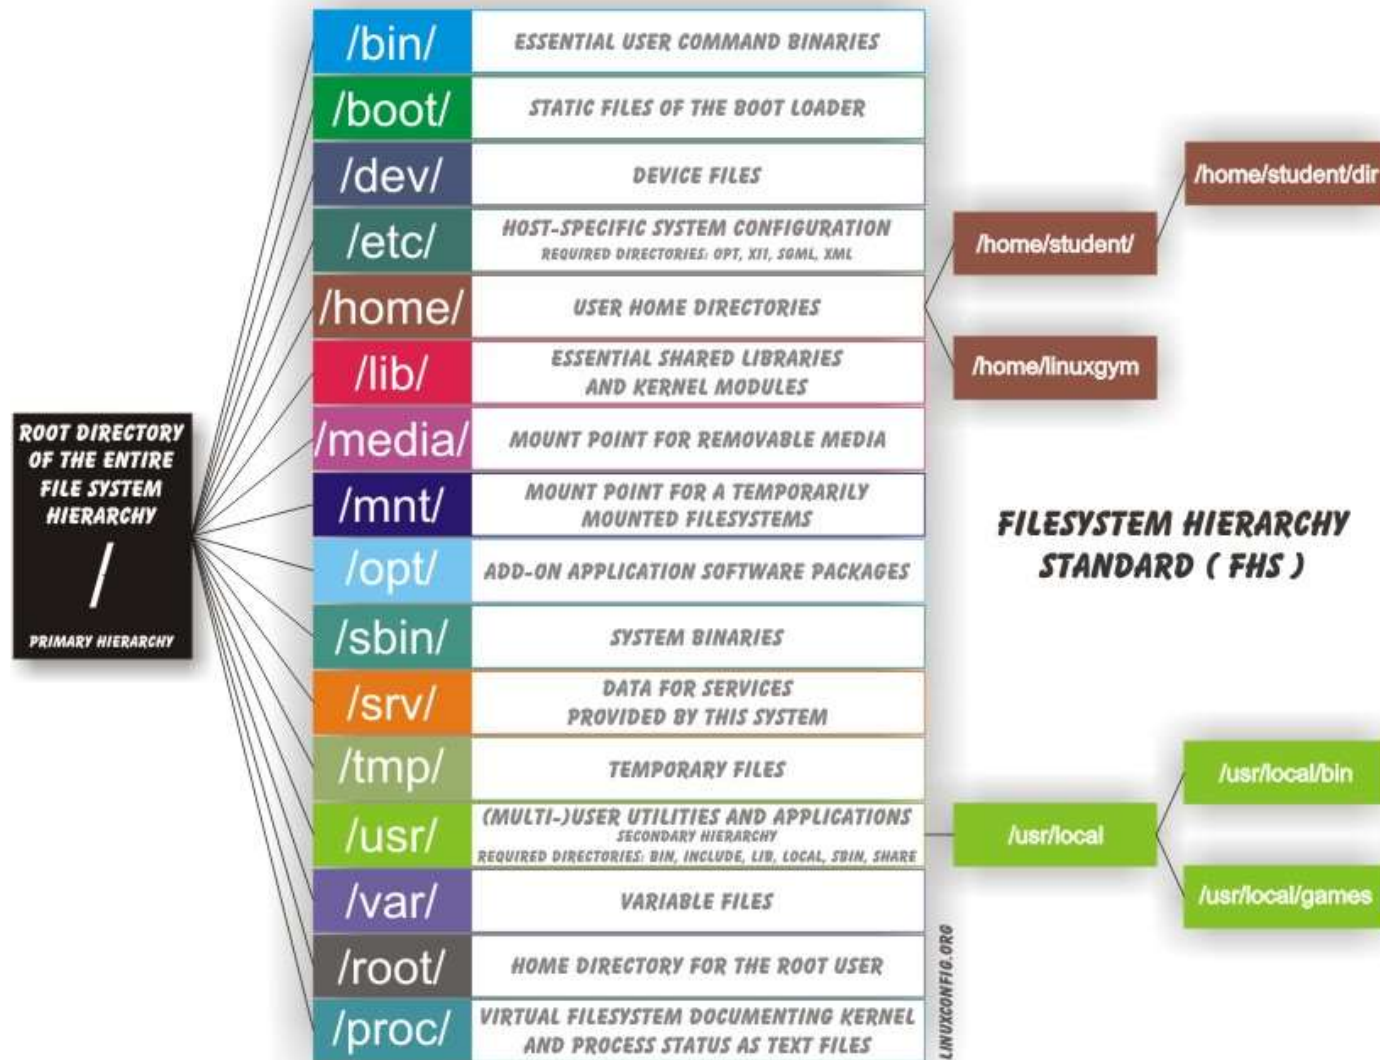 ROOT DIRECTORY
OF THE ENTIRE
FILE SYSTEM
HIERARCHY
/
PRIMARY HIERARCHY
/bin/
ESSENTIAL USER COMMAND BINARIES
/boot/
STATIC FILES OF THE BOOT LOADER
/dev/
DEVICE FILES
/etc/
HOST-SPECIFIC SYSTEM CONFIGURATION
REQUIRED DIRECTORIES: OPT, X11, SGML, XML
/home/
USER HOME DIRECTORIES
/lib/
ESSENTIAL SHARED LIBRARIES
AND KERNEL MODULES
/media/
MOUNT POINT FOR REMOVABLE MEDIA
/mnt/
MOUNT POINT FOR A TEMPORARILY
MOUNTED FILESYSTEMS
/opt/
ADD-ON APPLICATION SOFTWARE PACKAGES
/sbin/
SYSTEM BINARIES
/srv/
DATA FOR SERVICES
PROVIDED BY THIS SYSTEM
/tmp/
TEMPORARY FILES
/usr/
(MULTI-)USER UTILITIES AND APPLICATIONS
SECONDARY HIERARCHY
REQUIRED DIRECTORIES: BIN, INCLUDE, LIB, LOCAL, SBIN, SHARE
/var/
VARIABLE FILES
/root/
HOME DIRECTORY FOR THE ROOT USER
/proc/
VIRTUAL FILESYSTEM DOCUMENTING KERNEL
AND PROCESS STATUS AS TEXT FILES
/home/student/
/home/student/dir
/home/linuxgym
FILESYSTEM HIERARCHY
STANDARD ( FHS )
/usr/local
/usr/local/bin
/usr/local/games
LINUXCONFIG.ORG